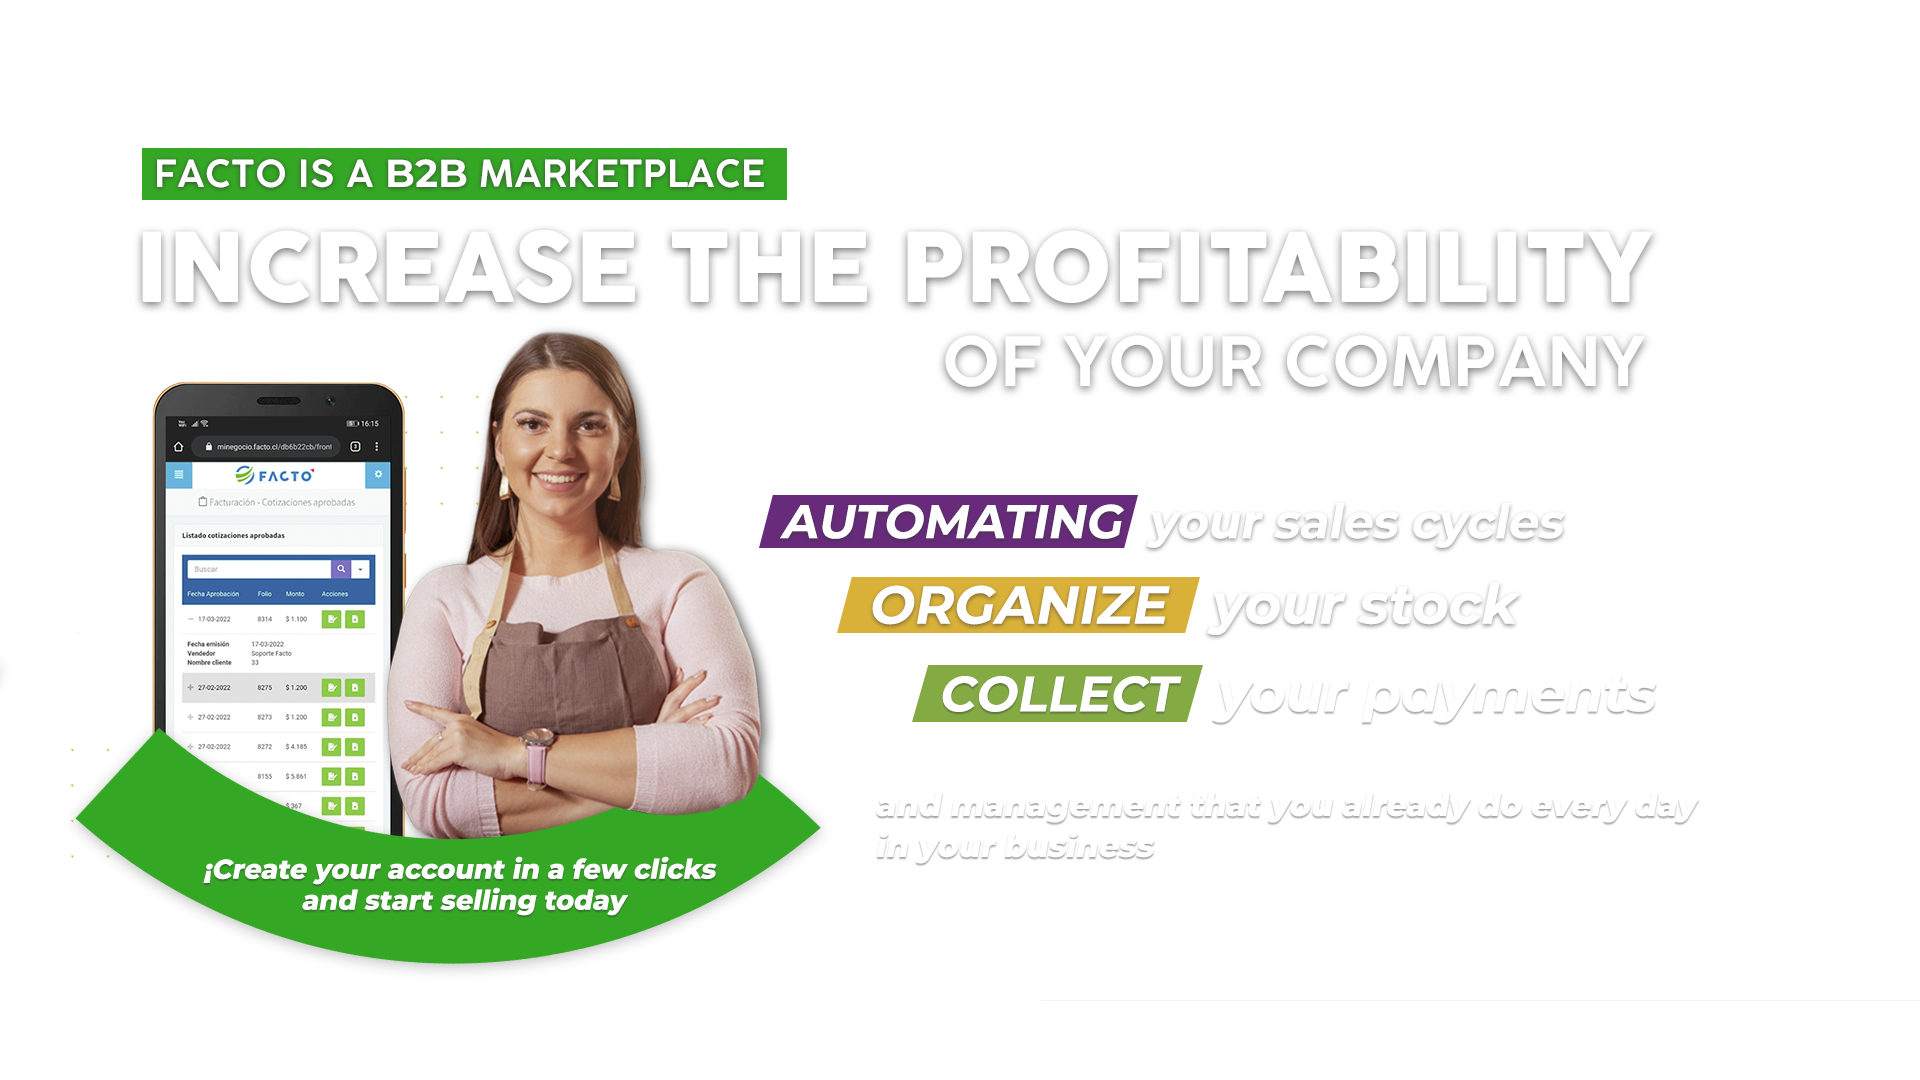 FACTO IS A B2B MARKETPLACE
INCREASE THE PROFITABILITY
OF YOUR COMPANY
AUTOMATING your sales cycles
ORGANIZE your stock
COLLECT your payments
and management that you already do every day
in your business
16:15
minegocio.facto.cl/db6b22cb/front
3
FACTO
Facturación - Cotizaciones aprobadas
Listado cotizaciones aprobadas
Buscar
Fecha Aprobación Folio Monto Acciones
17-03-2022 8314 $ 1.100
Fecha emisión 17-03-2022
Vendedor Soporte Facto
Nombre cliente 33
27-02-2022 8275 $ 1.200
27-02-2022 8273 $ 1.200
27-02-2022 8272 $ 4.185
8155 $ 5.861
$ 367
¡Create your account in a few clicks
and start selling today